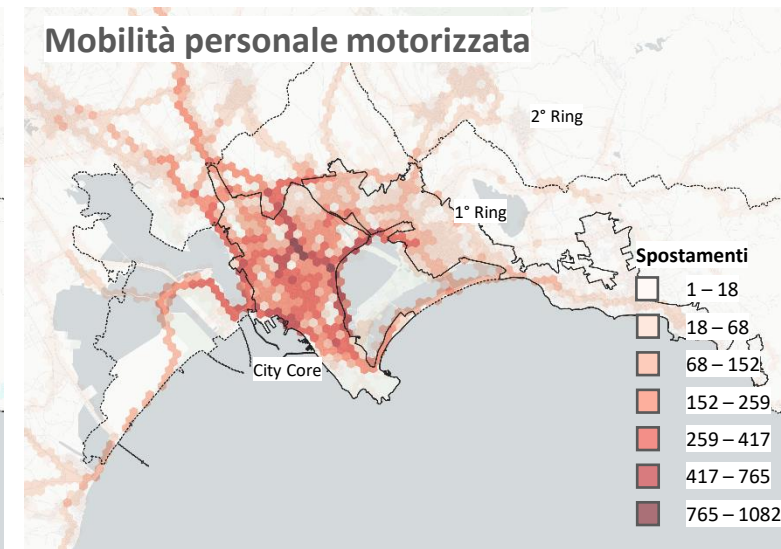 Mobilità personale motorizzata
2° Ring
1° Ring
City Core
Spostamenti
1 – 18
18 – 68
68 – 152
152 – 259
259 – 417
417 – 765
765 – 1082